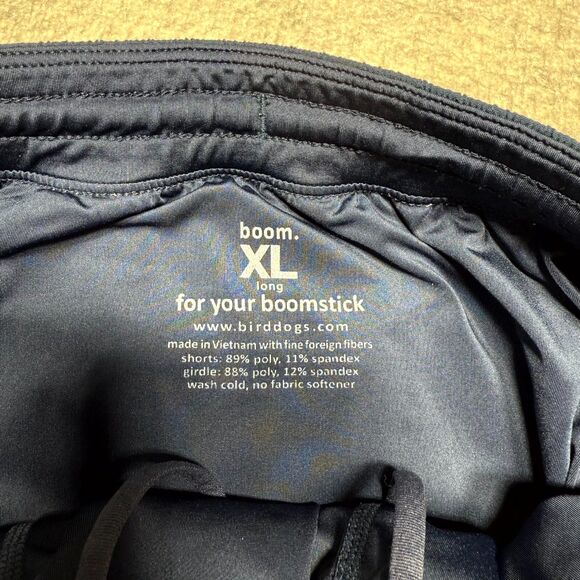 boom.
XL
long
for your boomstick
www.birddogs.com
made in Vietnam with fine foreign fibers
shorts: 89% poly, 11% spandex
girdle: 88% poly, 12% spandex
wash cold, no fabric softener